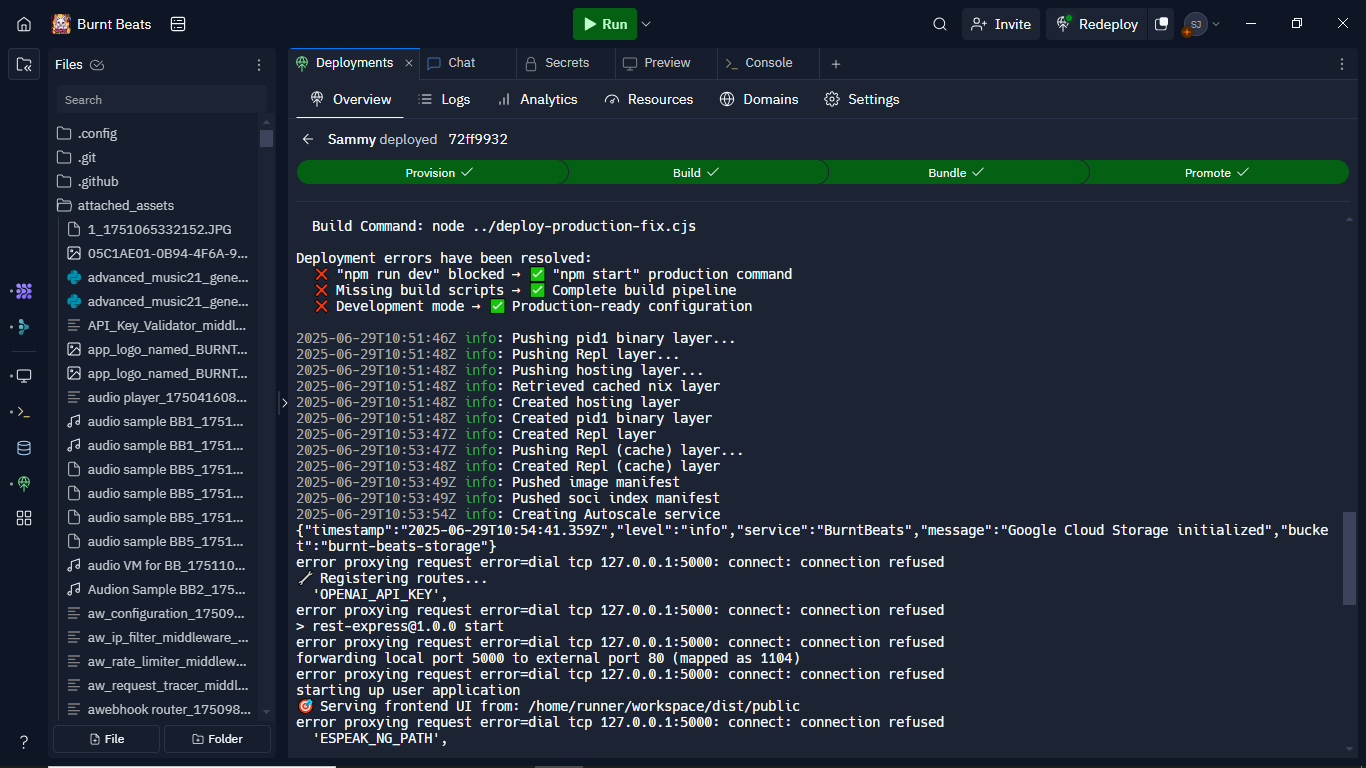 Burnt Beats
Run
Invite
Redeploy
SJ
Files
Deployments
Chat
Secrets
Preview
Console
Search
Overview
Logs
Analytics
Resources
Domains
Settings
.config
.git
.github
attached_assets
1_1751065332152.JPG
05C1AE01-0B94-4F6A-9...
advanced_music21_gene...
advanced_music21_gene...
API_Key_Validator_middl...
app_logo_named_BURNT...
app_logo_named_BURNT...
audio player_175041608...
audio sample BB1_1751...
audio sample BB1_1751...
audio sample BB5_1751...
audio sample BB5_1751...
audio sample BB5_1751...
audio sample BB5_1751...
audio VM for BB_175110...
Audion Sample BB2_175...
aw_configuration_17509...
aw_ip_filter_middleware_...
aw_rate_limiter_middlew...
aw_request_tracer_middl...
awebhook router_175098...
File
Folder
Sammy deployed 72ff9932
Provision
Build
Bundle
Promote
Build Command: node ../deploy-production-fix.cjs
Deployment errors have been resolved:
❌ "npm run dev" blocked → ✅ "npm start" production command
❌ Missing build scripts → ✅ Complete build pipeline
❌ Development mode → ✅ Production-ready configuration
2025-06-29T10:51:46Z info: Pushing pid1 binary layer...
2025-06-29T10:51:48Z info: Pushing Repl layer...
2025-06-29T10:51:48Z info: Pushing hosting layer...
2025-06-29T10:51:48Z info: Retrieved cached nix layer
2025-06-29T10:51:48Z info: Created hosting layer
2025-06-29T10:51:48Z info: Created pid1 binary layer
2025-06-29T10:53:47Z info: Created Repl layer
2025-06-29T10:53:47Z info: Pushing Repl (cache) layer...
2025-06-29T10:53:48Z info: Created Repl (cache) layer
2025-06-29T10:53:49Z info: Pushed image manifest
2025-06-29T10:53:49Z info: Pushed soci index manifest
2025-06-29T10:53:54Z info: Creating Autoscale service
{"timestamp":"2025-06-29T10:54:41.359Z","level":"info","service":"BurntBeats","message":"Google Cloud Storage initialized","bucke
t":"burnt-beats-storage"}
error proxying request error=dial tcp 127.0.0.1:5000: connect: connection refused
Registering routes...
'OPENAI_API_KEY',
error proxying request error=dial tcp 127.0.0.1:5000: connect: connection refused
> rest-express@1.0.0 start
error proxying request error=dial tcp 127.0.0.1:5000: connect: connection refused
forwarding local port 5000 to external port 80 (mapped as 1104)
error proxying request error=dial tcp 127.0.0.1:5000: connect: connection refused
starting up user application
🎯 Serving frontend UI from: /home/runner/workspace/dist/public
error proxying request error=dial tcp 127.0.0.1:5000: connect: connection refused
'ESPEAK_NG_PATH',